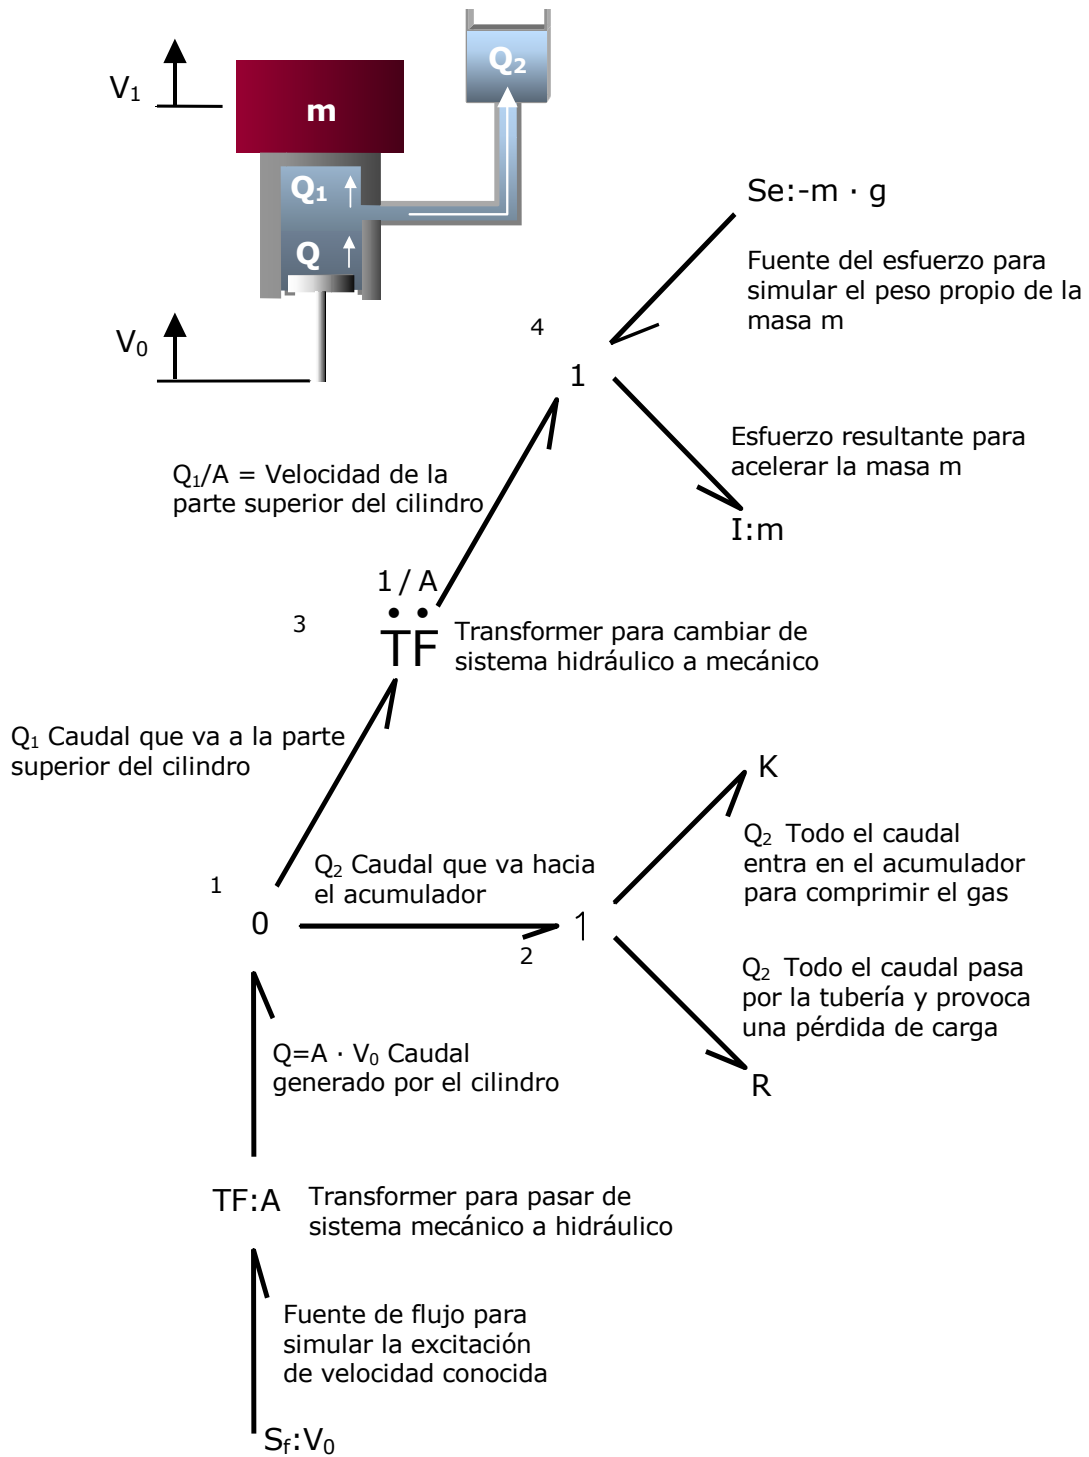 V₁
m
Q₂
Q₁
Q
V₀
Se:-m · g
Fuente del esfuerzo para
simular el peso propio de la
masa m
4
1
Esfuerzo resultante para
acelerar la masa m
I:m
Q₁/A = Velocidad de la
parte superior del cilindro
1 / A
3
TF
Transformer para cambiar de
sistema hidráulico a mecánico
Q₁ Caudal que va a la parte
superior del cilindro
K
Q₂ Todo el caudal
entra en el acumulador
para comprimir el gas
Q₂ Caudal que va hacia
el acumulador
1
0
1
2
Q₂ Todo el caudal pasa
por la tubería y provoca
una pérdida de carga
R
Q=A · V₀ Caudal
generado por el cilindro
TF:A
Transformer para pasar de
sistema mecánico a hidráulico
Fuente de flujo para
simular la excitación
de velocidad conocida
Sf:V₀